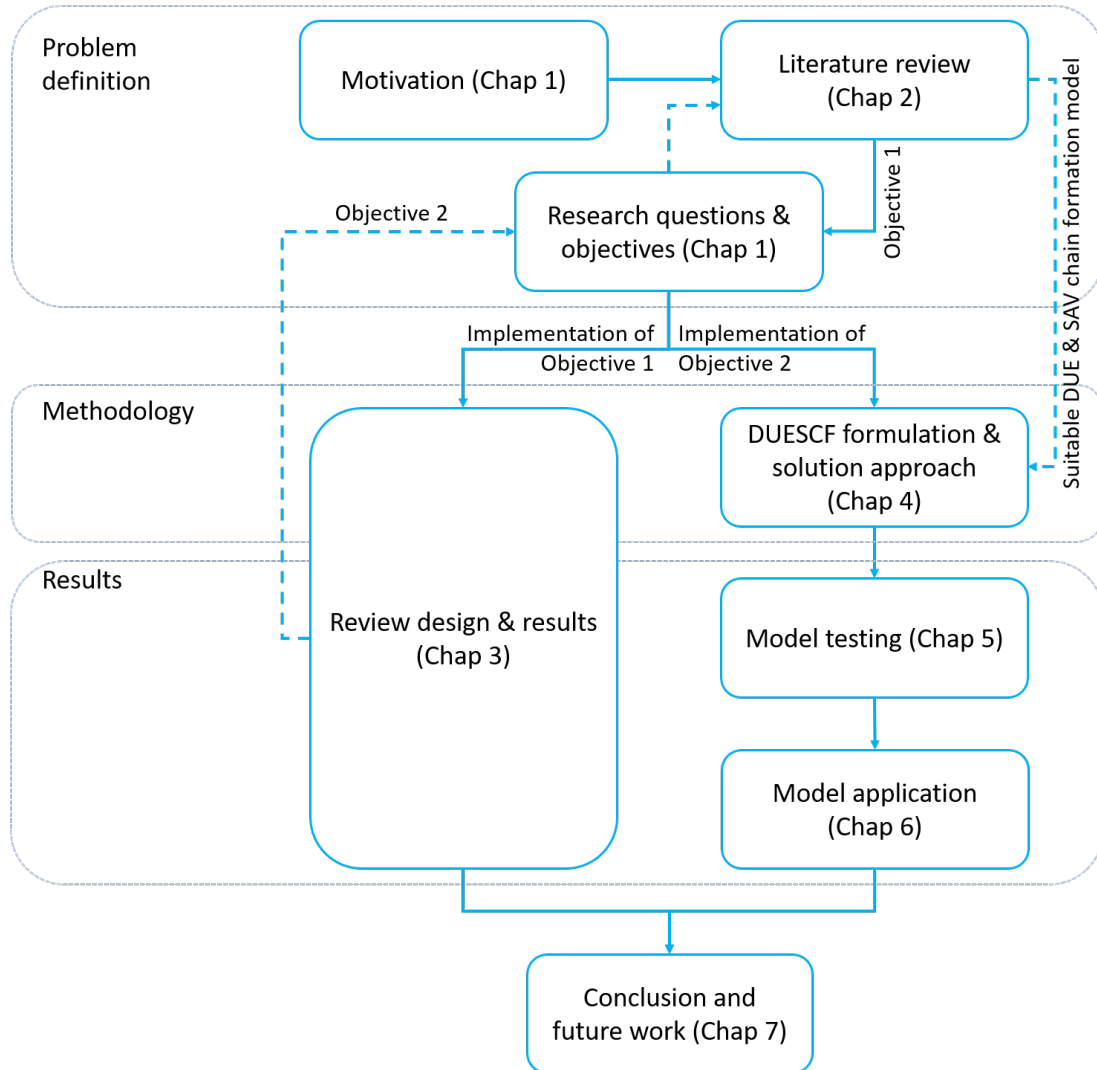 Problem
definition
Motivation (Chap 1)
Literature review
(Chap 2)
Objective 1
Suitable DUE & SAV chain formation model
Research questions &
objectives (Chap 1)
Objective 2
Implementation of
Objective 1
Implementation of
Objective 2
Methodology
DUESCF formulation &
solution approach
(Chap 4)
Results
Review design & results
(Chap 3)
Model testing (Chap 5)
Model application
(Chap 6)
Conclusion and
future work (Chap 7)